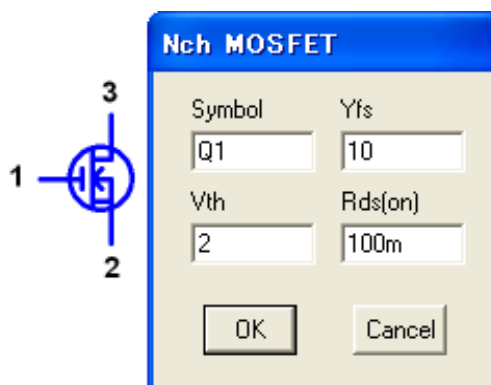 Nch MOSFET
3
Symbol Yfs
Q1 10
1
Vth Rds(on)
2 100m
2
OK Cancel